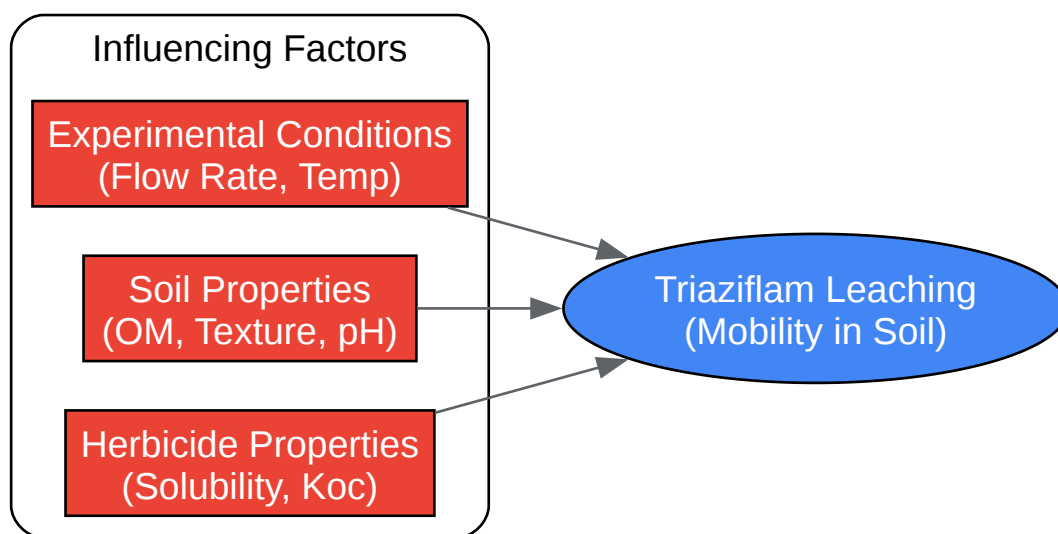 Influencing Factors
Experimental Conditions
(Flow Rate, Temp)
Soil Properties
(OM, Texture, pH)
Herbicide Properties
(Solubility, Koc)
Triaziflam Leaching
(Mobility in Soil)